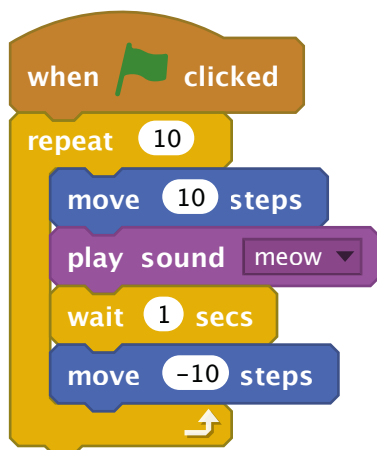 when clicked
repeat 10
move 10 steps
play sound meow
wait 1 secs
move -10 steps